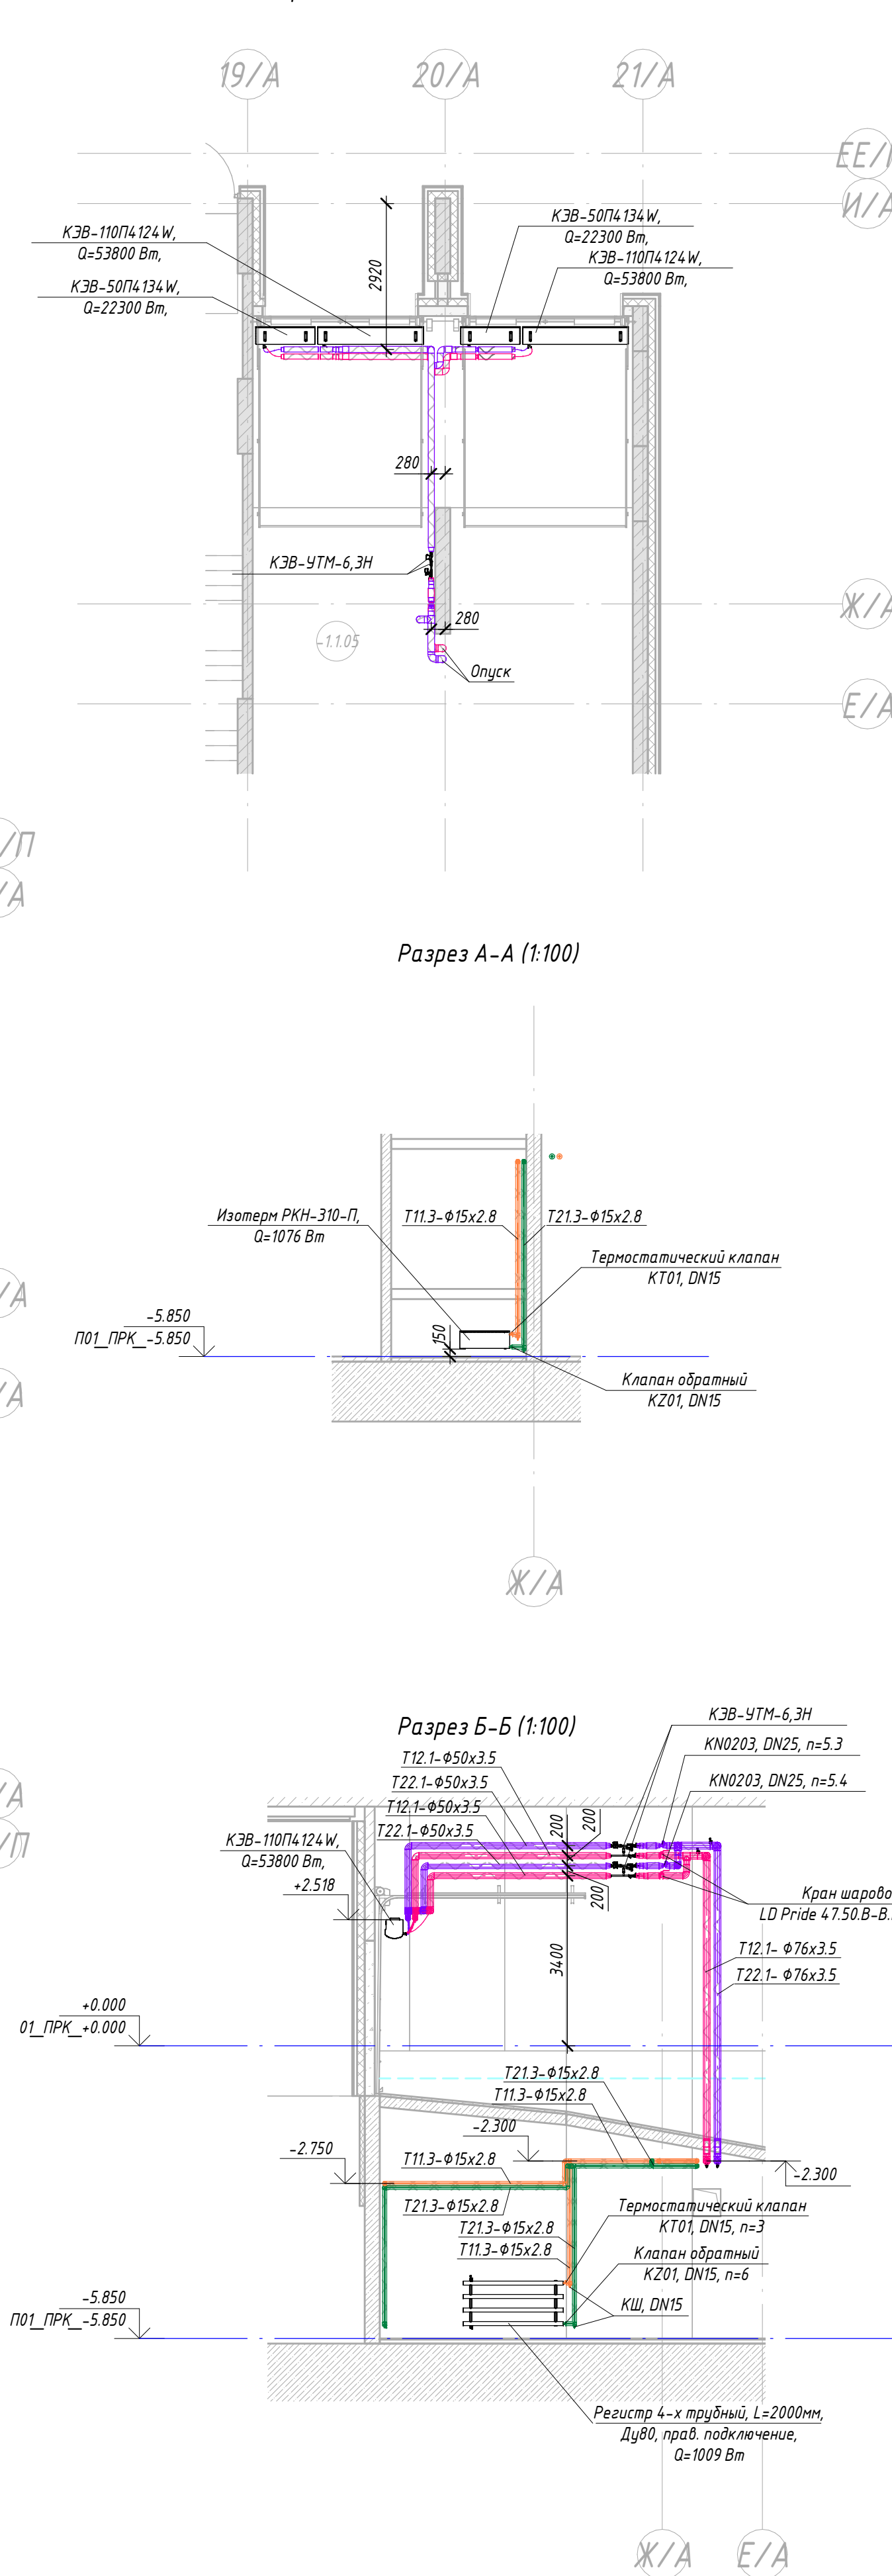 19/А
20/А
21/А
ЕЕ/
И/А
КЭВ-110П4124W,
Q=53800 Вт,
КЭВ-50П4134W,
Q=22300 Вт,
2920
КЭВ-50П4134W,
Q=22300 Вт,
КЭВ-110П4124W,
Q=53800 Вт,
280
КЭВ-УТМ-6,3Н
Ж/А
280
-1.1.05
Опуск
Е/А
/П
/А
Разрез А-А (1:100)
Изотерм РКН-310-П,
Q=1076 Вт
Т11.3-Ф15х2.8
Т21.3-Ф15х2.8
Термостатический клапан
КТ01, DN15
/А
-5.850
П01_ПРК_-5.850
150
Клапан обратный
KZ01, DN15
/А
Ж/А
Разрез Б-Б (1:100)
КЭВ-УТМ-6,3Н
KN0203, DN25, n=5.3
KN0203, DN25, n=5.4
Т12.1-Ф50х3.5
Т22.1-Ф50х3.5
Т12.1-Ф50х3.5
Т22.1-Ф50х3.5
/А
/П
200
200
200
КЭВ-110П4124W,
Q=53800 Вт,
+2.518
Кран шарово
LD Pride 47.50.В-В.
3400
Т12.1- Ф76х3.5
Т22.1- Ф76х3.5
+0.000
01_ПРК_+0.000
Т21.3-Ф15х2.8
Т11.3-Ф15х2.8
-2.300
-2.750
Т11.3-Ф15х2.8
-2.300
Т21.3-Ф15х2.8
Термостатический клапан
КТ01, DN15, n=3
Т21.3-Ф15х2.8
Т11.3-Ф15х2.8
Клапан обратный
KZ01, DN15, n=6
КШ, DN15
-5.850
П01_ПРК_-5.850
Регистр 4-х трубный, L=2000мм,
Ду80, прав. подключение,
Q=1009 Вт
Ж/А
Е/А